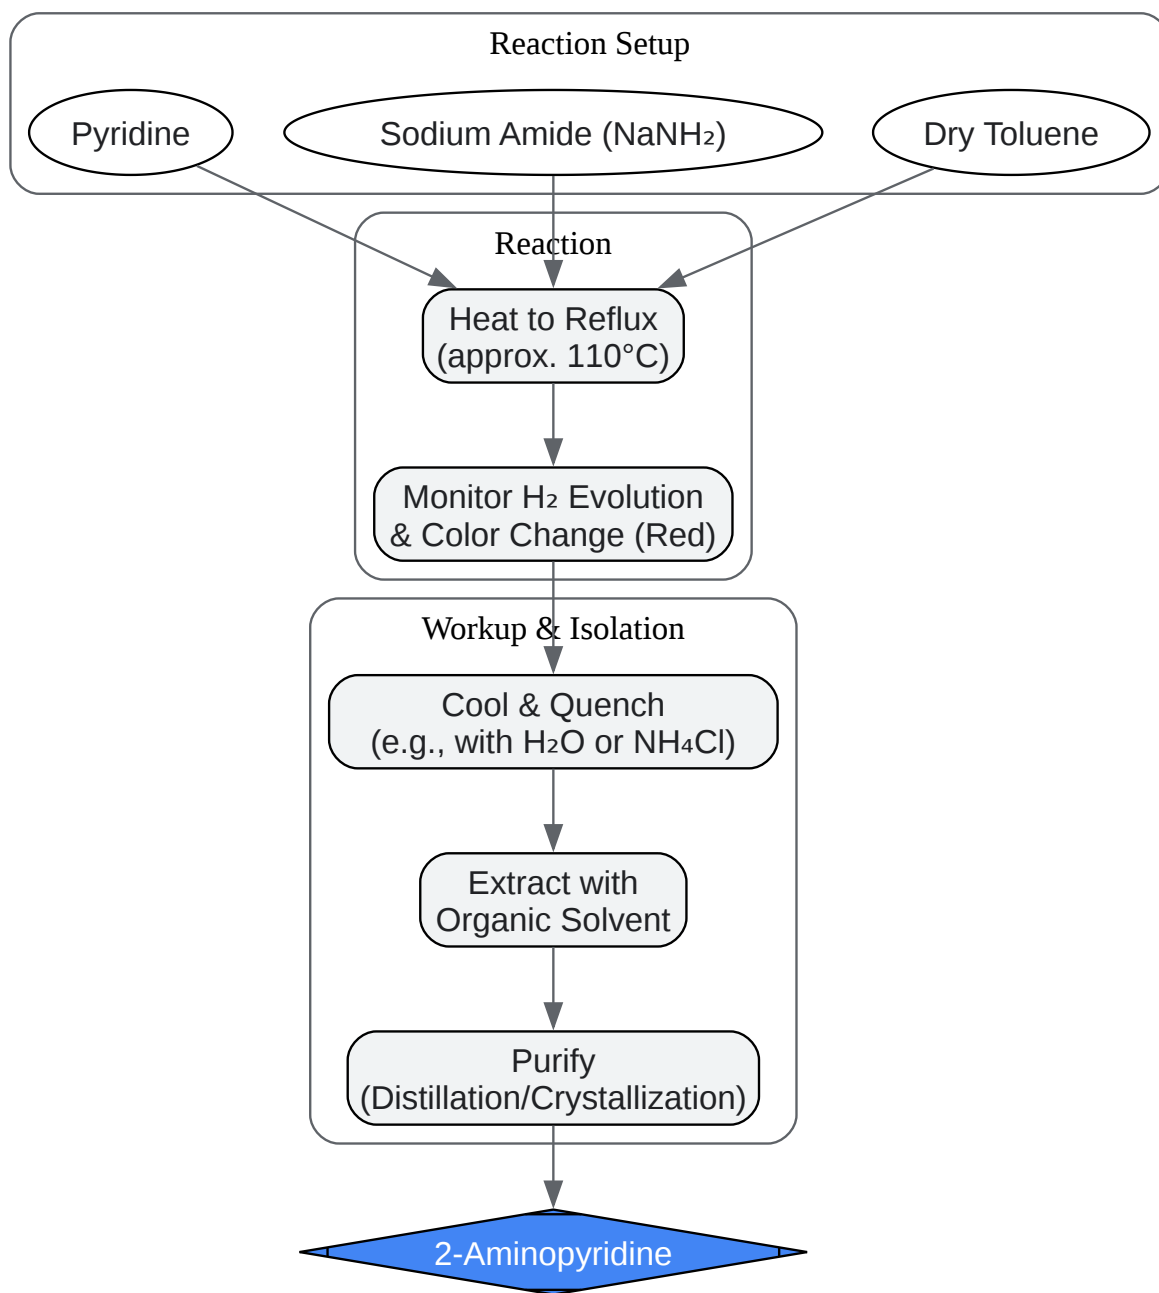 Reaction Setup
Pyridine
Sodium Amide (NaNH₂)
Dry Toluene
Reaction
Heat to Reflux
(approx. 110°C)
Monitor H₂ Evolution
& Color Change (Red)
Workup & Isolation
Cool & Quench
(e.g., with H₂O or NH₄Cl)
Extract with
Organic Solvent
Purify
(Distillation/Crystallization)
2-Aminopyridine